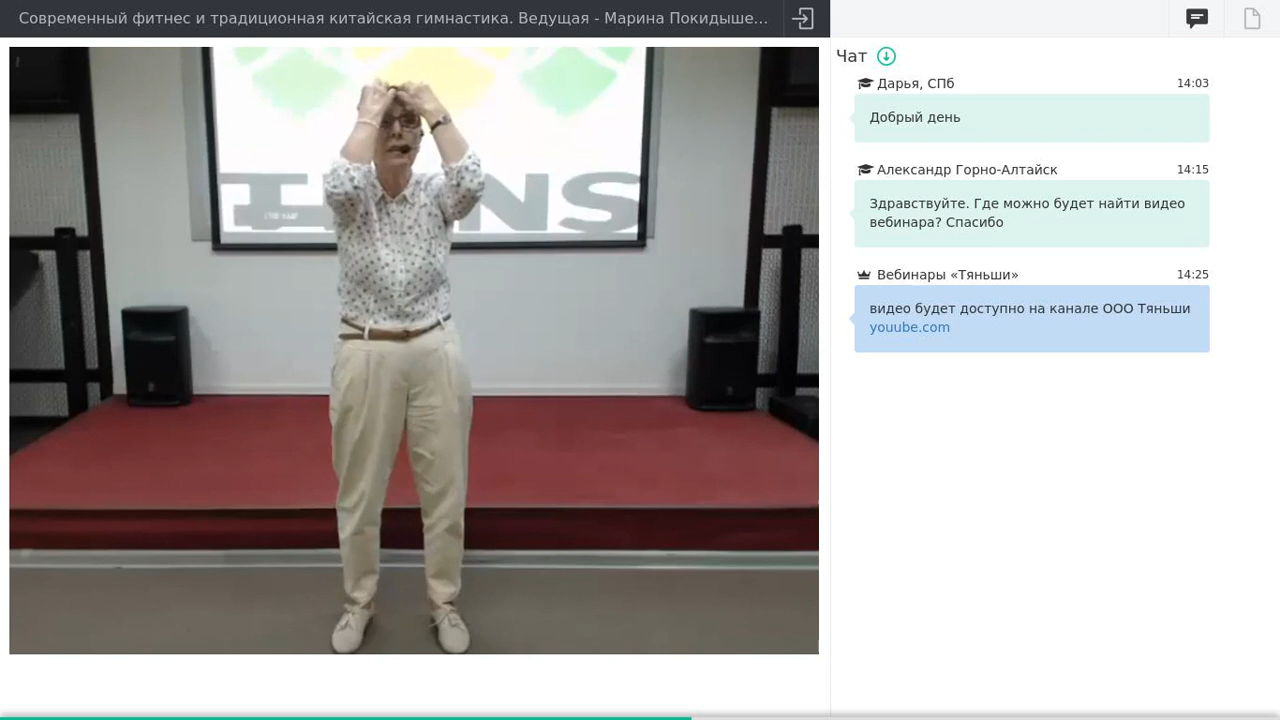 Современный фитнес и традиционная китайская гимнастика. Ведущая - Марина Покидыше...
Чат
Дарья, СПб 14:03
Добрый день
Александр Горно-Алтайск 14:15
Здравствуйте. Где можно будет найти видео
вебинара? Спасибо
Вебинары «Тяньши» 14:25
видео будет доступно на канале ООО Тяньши
youube.com